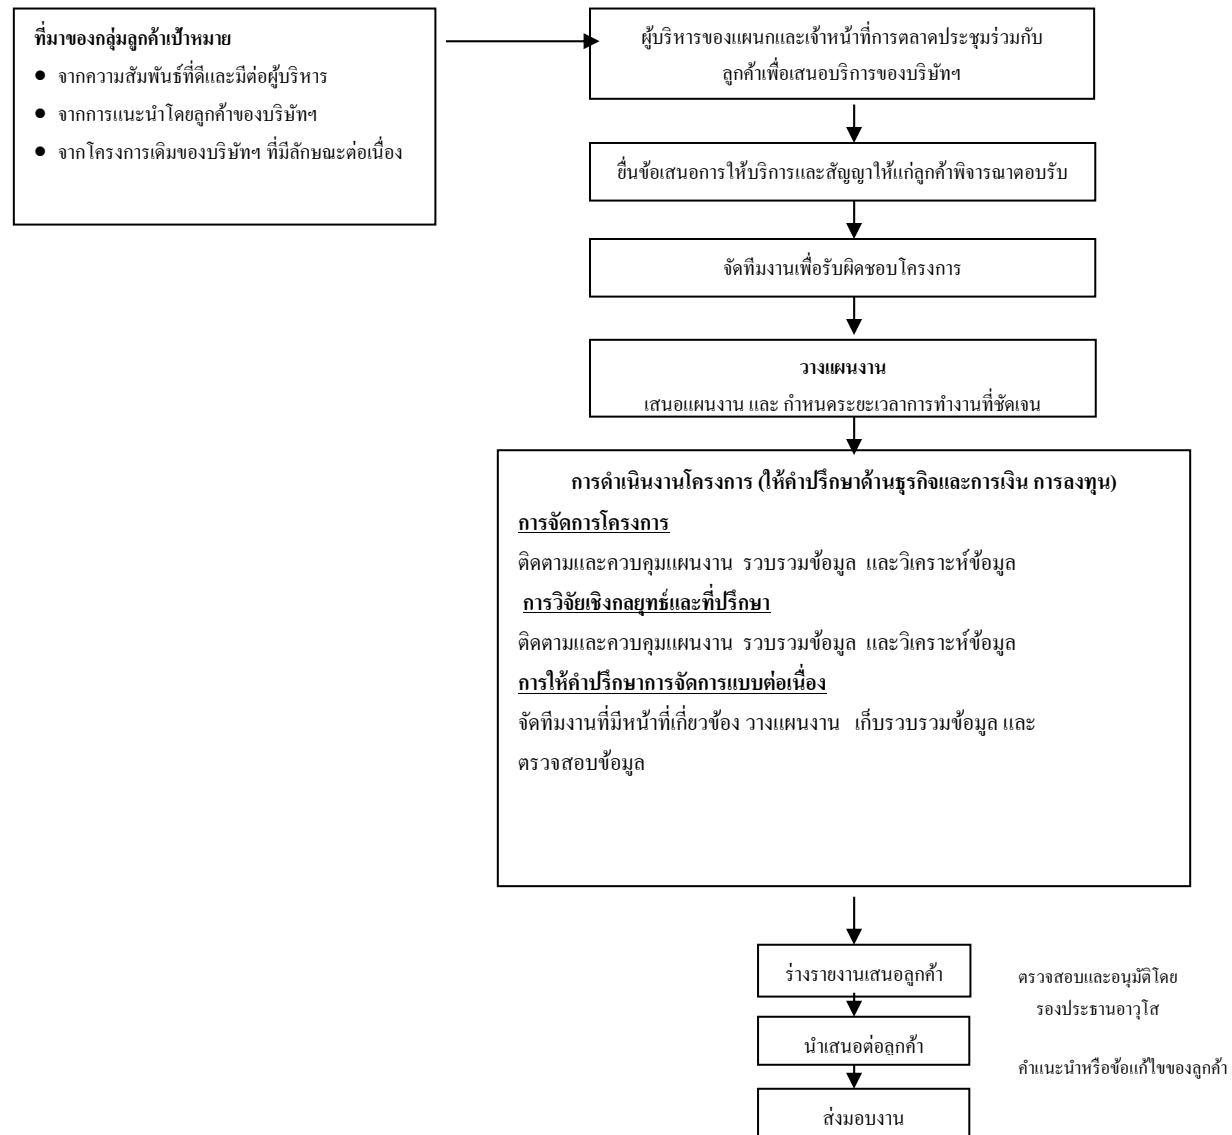 ที่มาของกลุ่มลูกค้าเป้าหมาย
● จากความสัมพันธ์ที่ดีและมีต่อผู้บริหาร
● จากการแนะนำโดยลูกค้าของบริษัทฯ
● จากโครงการเดิมของบริษัทฯ ที่มีลักษณะต่อเนื่อง
ผู้บริหารของแผนกและเจ้าหน้าที่การตลาดประชุมร่วมกับ
ลูกค้าเพื่อเสนอบริการของบริษัทฯ
ยื่นข้อเสนอการให้บริการและสัญญาให้แก่ลูกค้าพิจารณาตอบรับ
จัดทีมงานเพื่อรับผิดชอบโครงการ
วางแผนงาน
เสนอแผนงาน และ กำหนดระยะเวลาการทำงานที่ชัดเจน
การดำเนินงานโครงการ (ให้คำปรึกษาด้านธุรกิจและการเงิน การลงทุน)
การจัดการโครงการ
ติดตามและควบคุมแผนงาน รวบรวมข้อมูล และวิเคราะห์ข้อมูล
การวิจัยเชิงกลยุทธ์และที่ปรึกษา
ติดตามและควบคุมแผนงาน รวบรวมข้อมูล และวิเคราะห์ข้อมูล
การให้คำปรึกษาการจัดการแบบต่อเนื่อง
จัดทีมงานที่มีหน้าที่เกี่ยวข้อง วางแผนงาน เก็บรวบรวมข้อมูล และ
ตรวจสอบข้อมูล
ร่างรายงานเสนอลูกค้า
ตรวจสอบและอนุมัติโดย
รองประธานอาวุโส
นำเสนอต่อลูกค้า
คำแนะนำหรือข้อแก้ไขของลูกค้า
ส่งมอบงาน